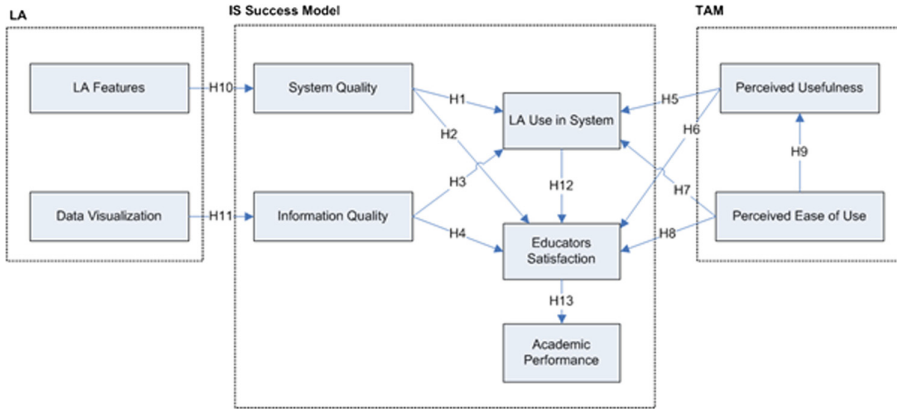 LA
IS Success Model
TAM
LA Features
H10
System Quality
H1
H2
LA Use in System
H5
H6
Perceived Usefulness
H3
H12
H7
H9
Data Visualization
H11
Information Quality
H4
Educators
Satisfaction
H8
Perceived Ease of Use
H13
Academic
Performance